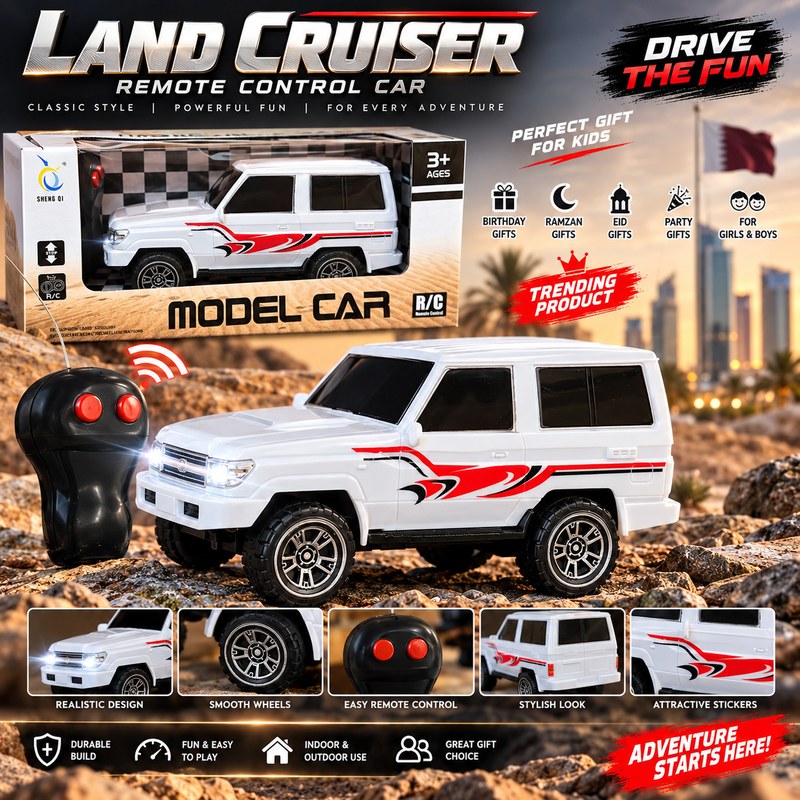 LAND CRUISER
REMOTE CONTROL CAR
CLASSIC STYLE | POWERFUL FUN | FOR EVERY ADVENTURE
DRIVE
THE FUN
PERFECT GIFT
FOR KIDS
BIRTHDAY
GIFTS
RAMZAN
GIFTS
EID
GIFTS
PARTY
GIFTS
FOR
GIRLS & BOYS
TRENDING
PRODUCT
SHENG QI
3+
AGES
STOP
R/C
MODEL CAR
R/C
Remote Control
REALISTIC DESIGN
SMOOTH WHEELS
EASY REMOTE CONTROL
STYLISH LOOK
ATTRACTIVE STICKERS
DURABLE
BUILD
FUN & EASY
TO PLAY
INDOOR &
OUTDOOR USE
GREAT GIFT
CHOICE
ADVENTURE
STARTS HERE!